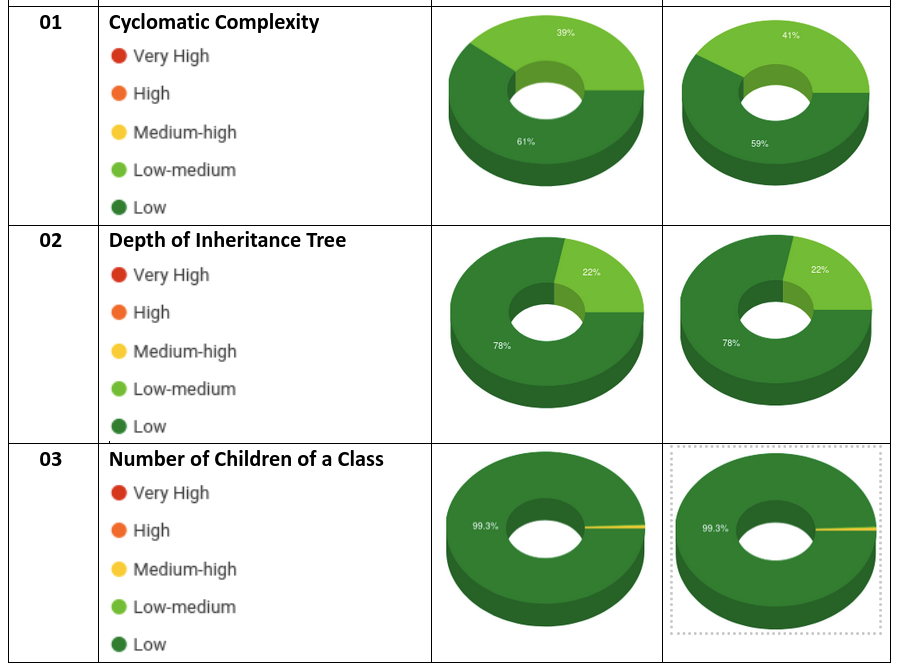 01 Cyclomatic Complexity
Very High
High
Medium-high
Low-medium
Low
39%
61%
41%
59%
02 Depth of Inheritance Tree
Very High
High
Medium-high
Low-medium
Low
22%
78%
22%
78%
03 Number of Children of a Class
Very High
High
Medium-high
Low-medium
Low
99.3%
99.3%